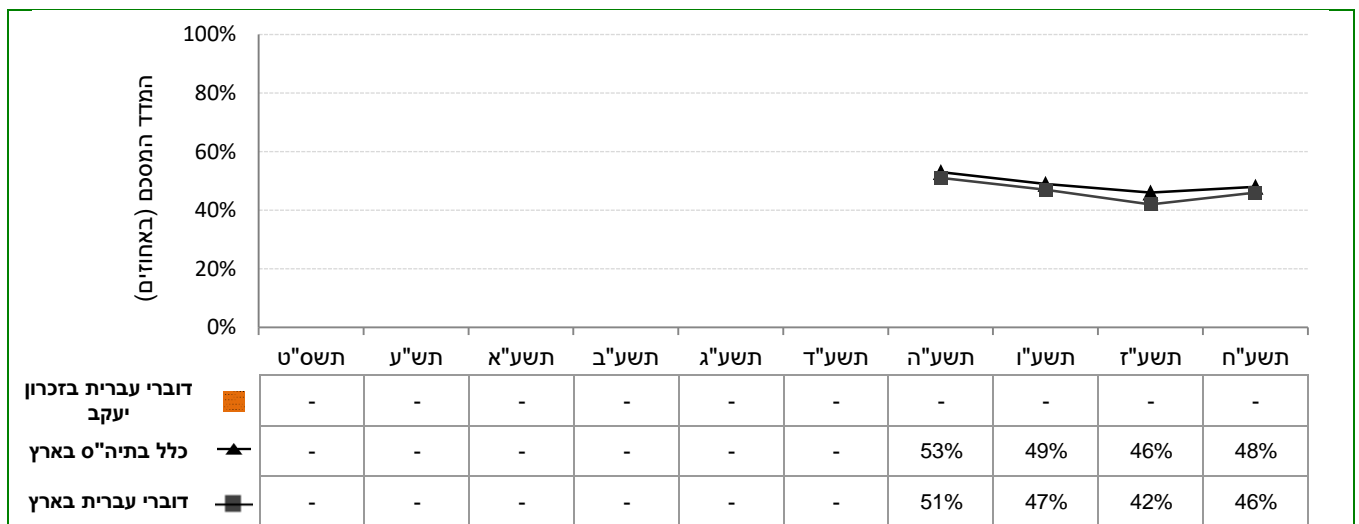 100%
80%
60%
40%
20%
0%
המדד המסכם (באחוזים)
תשס"ט תש"ע תשע"א תשע"ב תשע"ג תשע"ד תשע"ה תשע"ו תשע"ז תשע"ח
דוברי עברית בזכרון
יעקב
- - - - - - - - - -
כלל בתיה"ס בארץ - - - - - - 53% 49% 46% 48%
דוברי עברית בארץ - - - - - - 51% 47% 42% 46%